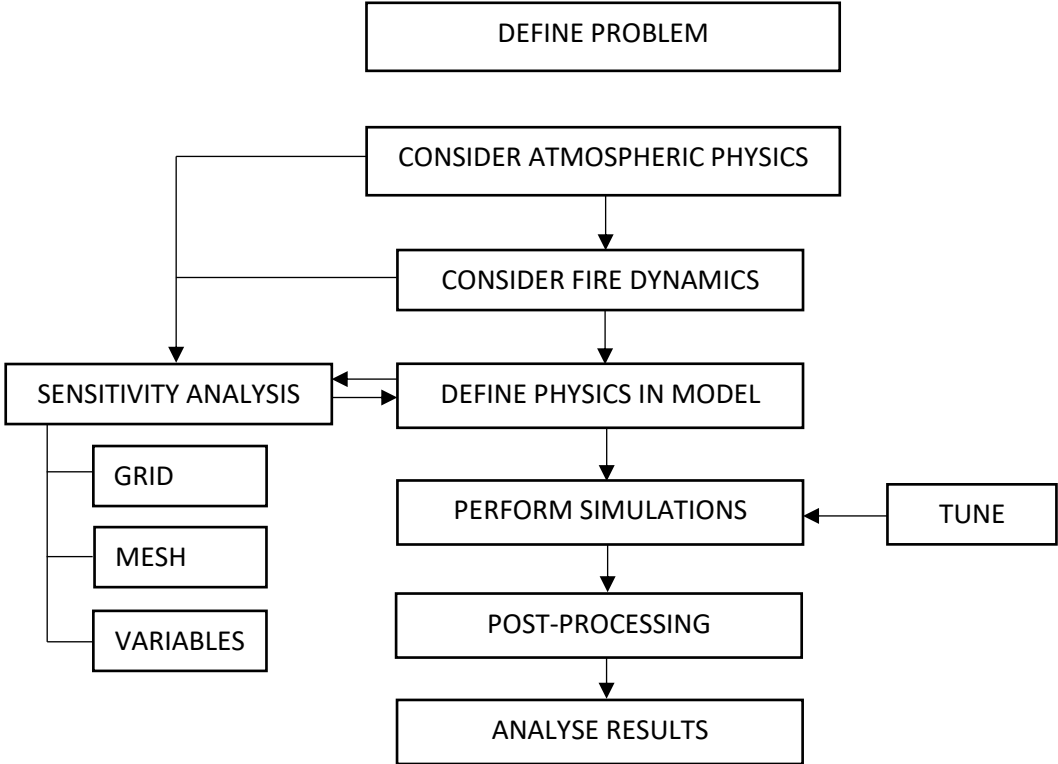 DEFINE PROBLEM
CONSIDER ATMOSPHERIC PHYSICS
CONSIDER FIRE DYNAMICS
SENSITIVITY ANALYSIS
DEFINE PHYSICS IN MODEL
GRID
PERFORM SIMULATIONS
TUNE
MESH
POST-PROCESSING
VARIABLES
ANALYSE RESULTS